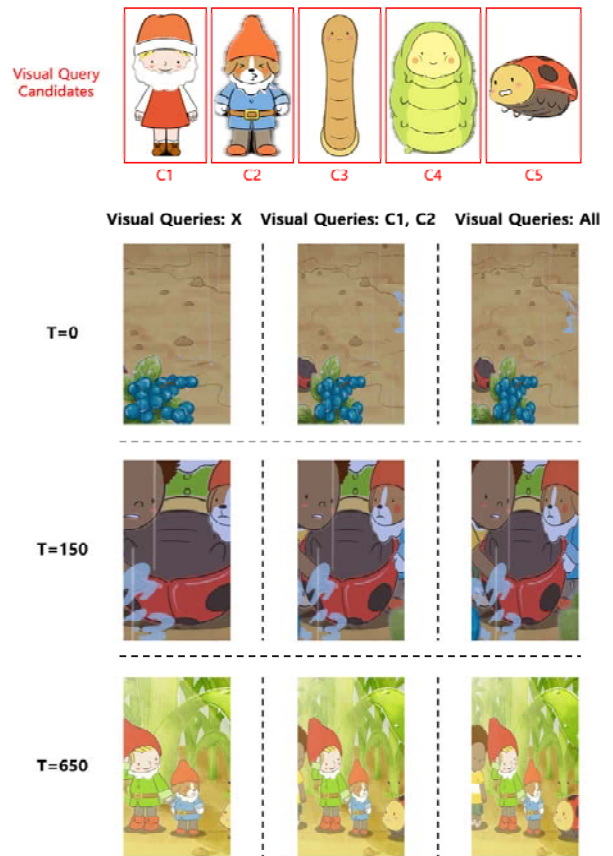 Visual Query
Candidates
C1 C2 C3 C4 C5
Visual Queries: X Visual Queries: C1, C2 Visual Queries: All
T=0
T=150
T=650